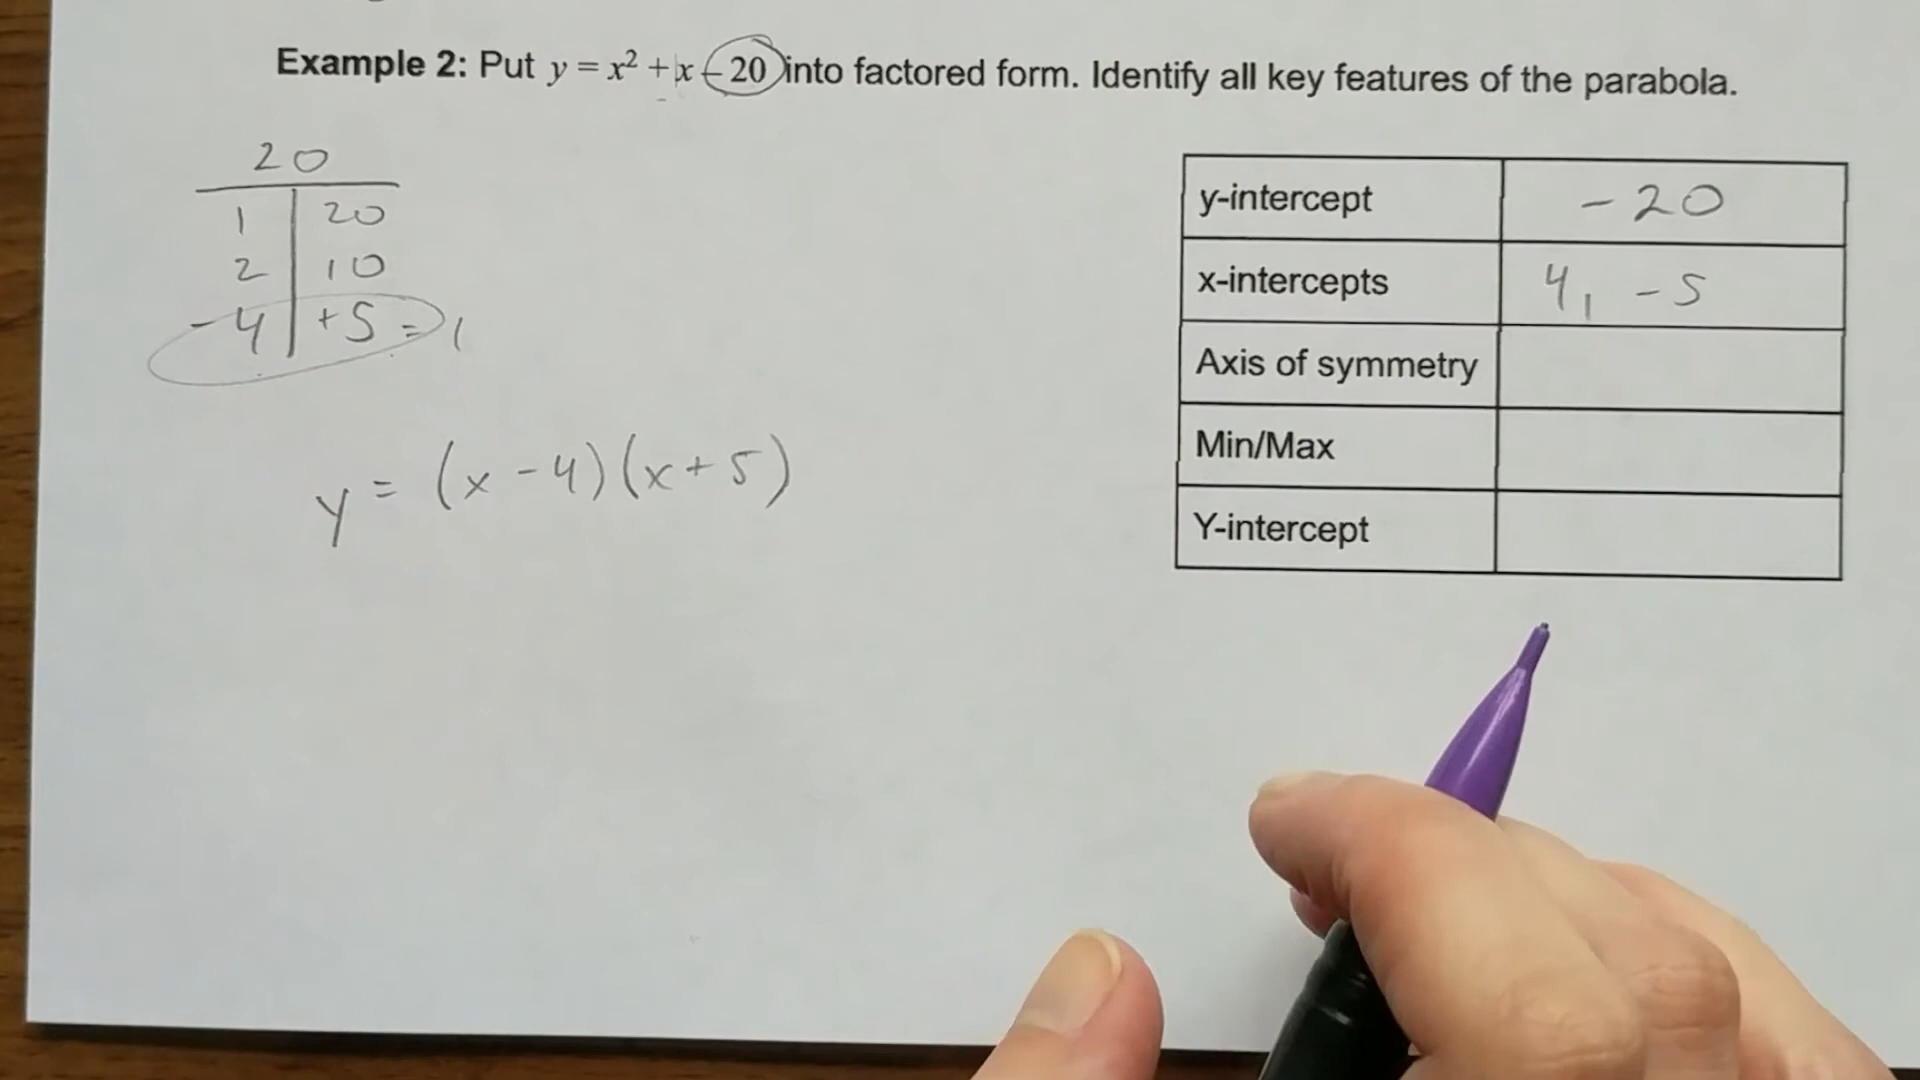 Example 2: Put y = x² + x – 20 into factored form. Identify all key features of the parabola.
20
1 20
2 10
-4 +5 = 1
y = (x - 4)(x + 5)
y-intercept -20
x-intercepts 4, -5
Axis of symmetry
Min/Max
Y-intercept